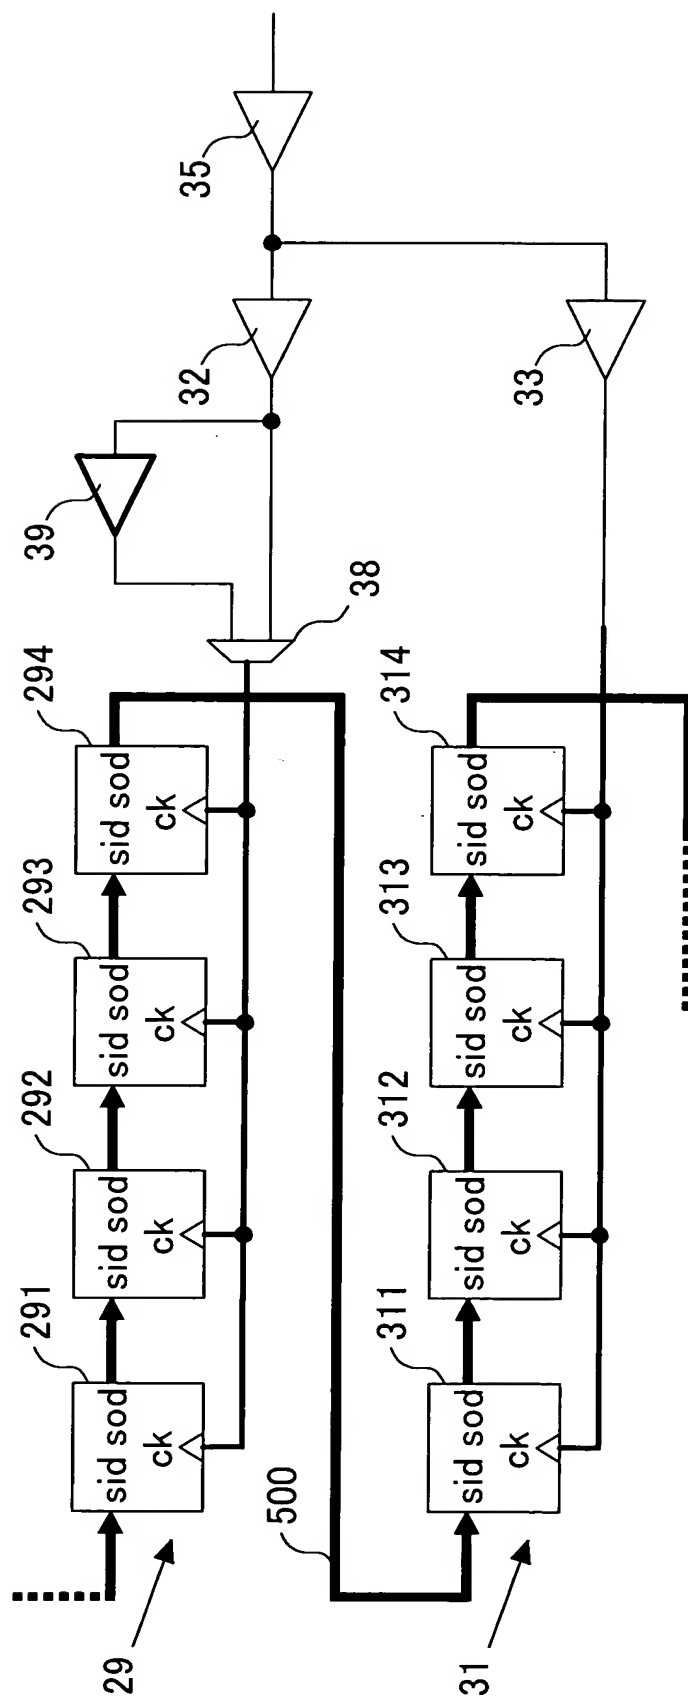 29
291
sid sod
ck
292
sid sod
ck
293
sid sod
ck
294
sid sod
ck
39
32
35
38
500
31
311
sid sod
ck
312
sid sod
ck
313
sid sod
ck
314
sid sod
ck
33